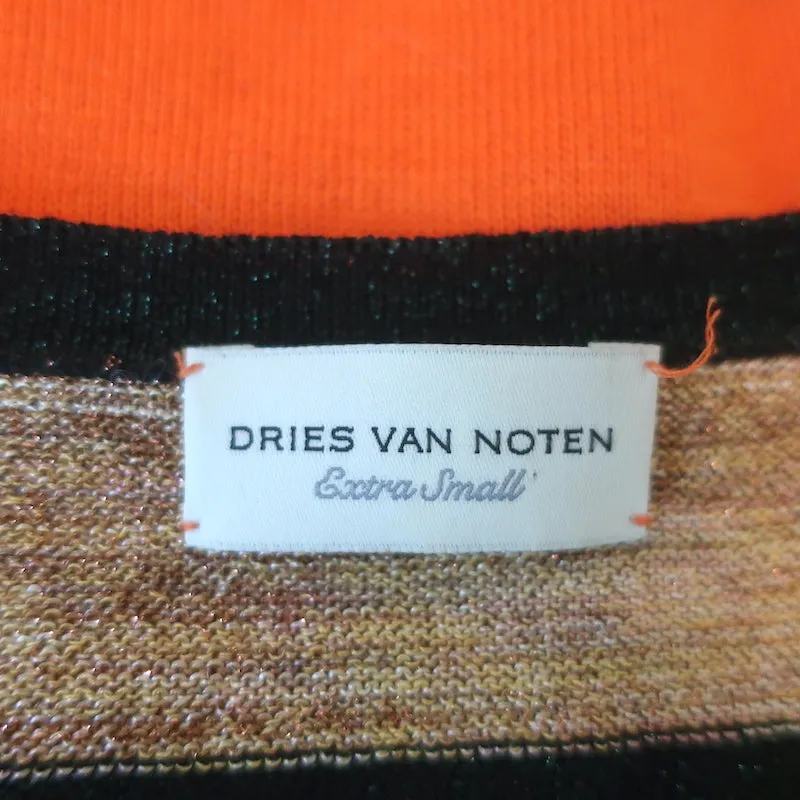 DRIES VAN NOTEN
Extra Small